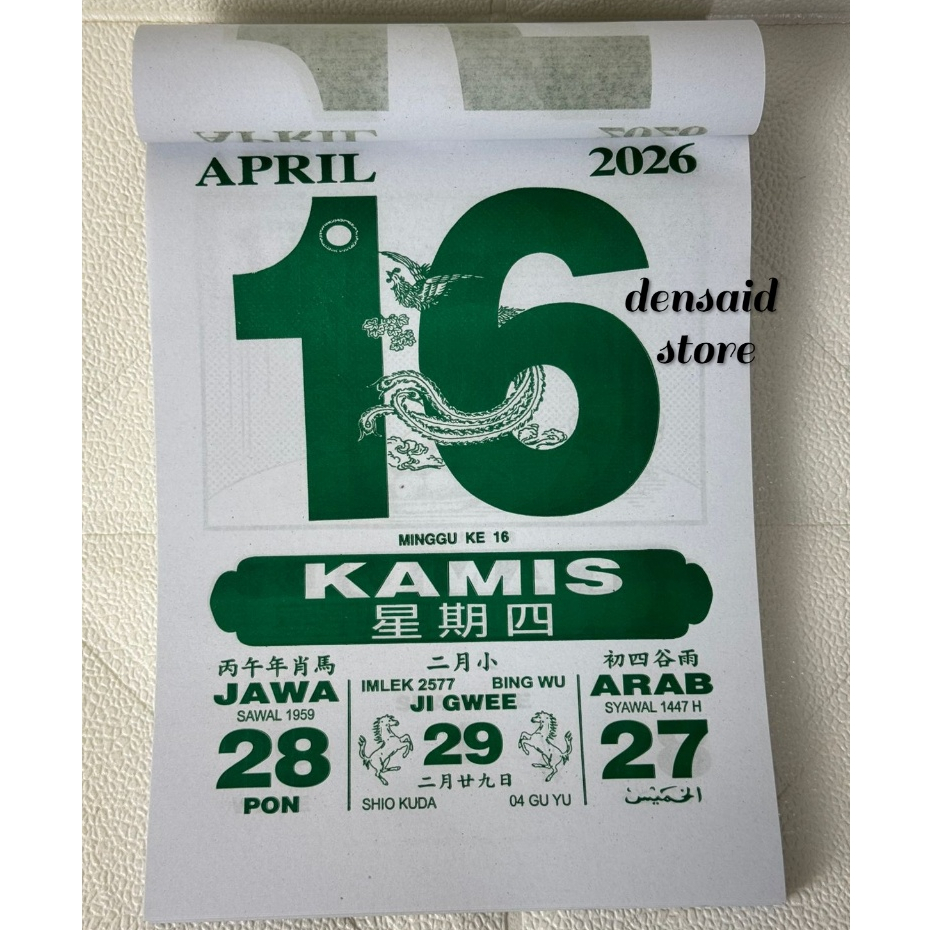 APRIL 2026
APRIL 2026
16
densaid
store
MINGGU KE 16
KAMIS
星期四
丙午年肖馬
JAWA
SAWAL 1959
28
PON
二月小
IMLEK 2577 BING WU
JI GWEE
29
二月廿九日
SHIO KUDA 04 GU YU
初四谷雨
ARAB
SYAWAL 1447 H
27
الخميس